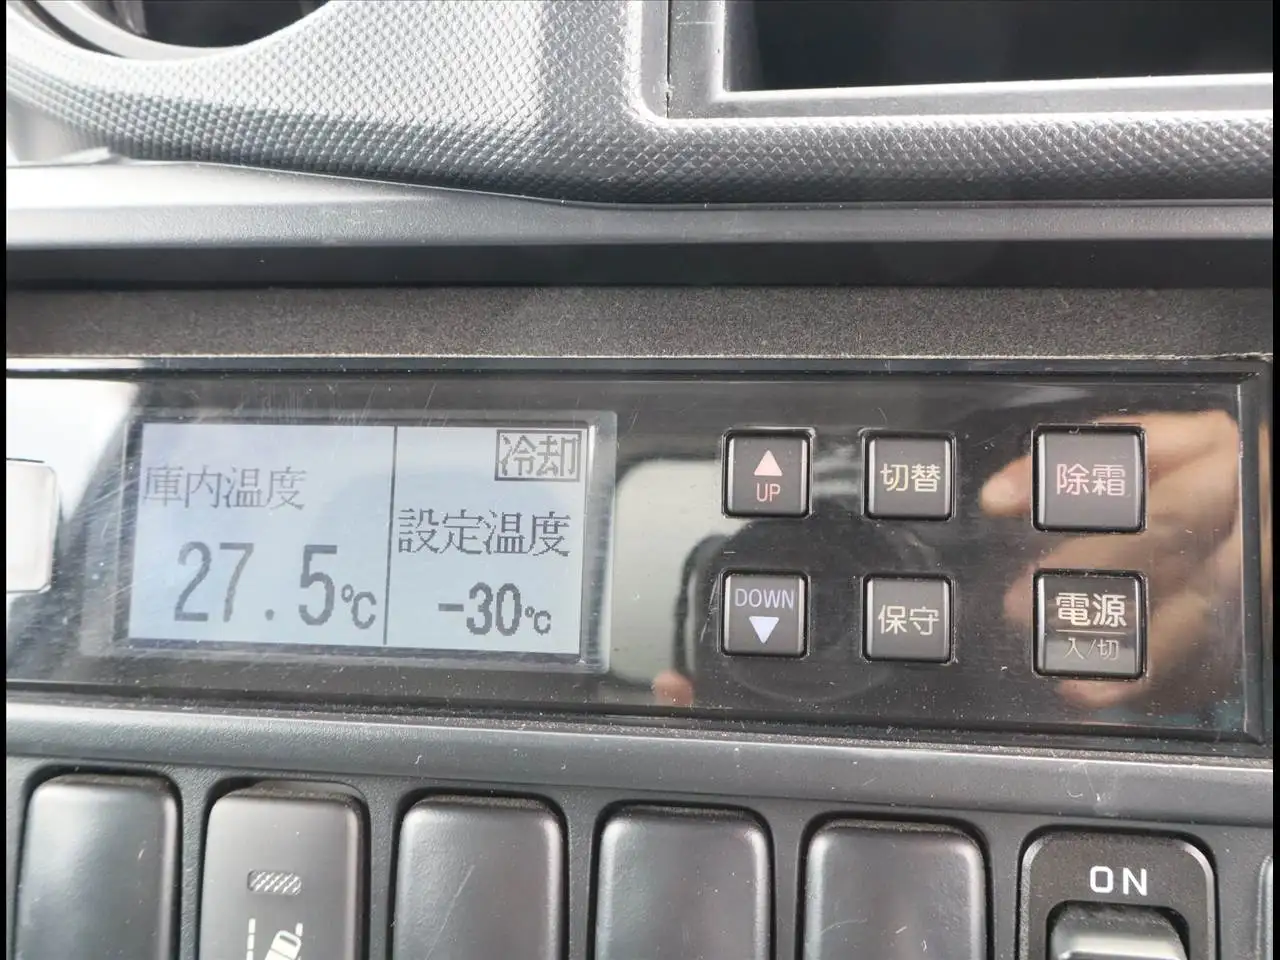 庫内温度
27.5℃
冷却
設定温度
-30℃
UP
切替
除霜
DOWN
保守
電源
入/切
ON